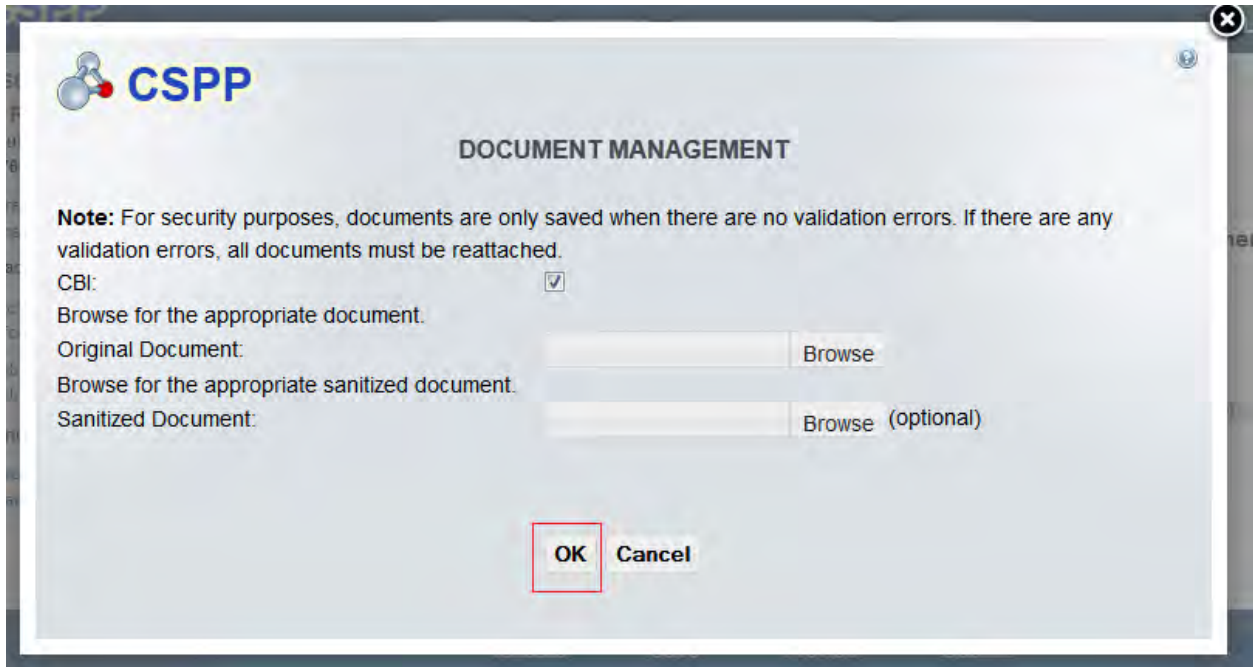 CSPP
DOCUMENT MANAGEMENT
Note: For security purposes, documents are only saved when there are no validation errors. If there are any
validation errors, all documents must be reattached.
CBI:
Browse for the appropriate document.
Original Document:
Browse
Browse for the appropriate sanitized document.
Sanitized Document:
Browse (optional)
OK Cancel